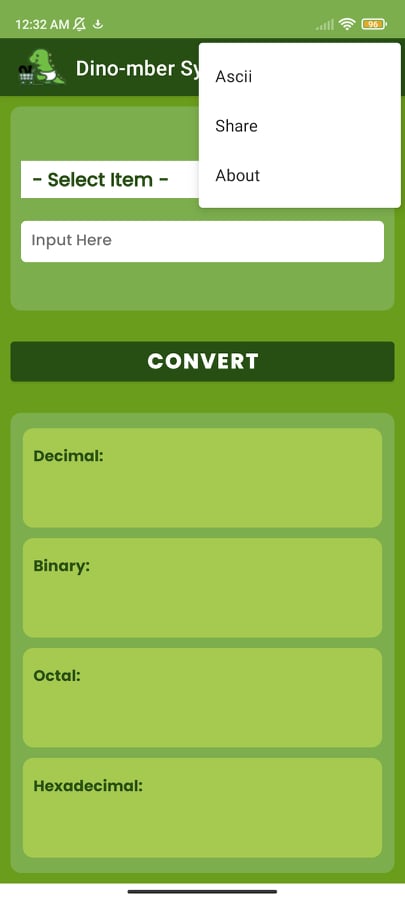 12:32 AM
96
Dino-mber Sy
Ascii
Share
About
- Select Item -
Input Here
CONVERT
Decimal:
Binary:
Octal:
Hexadecimal: